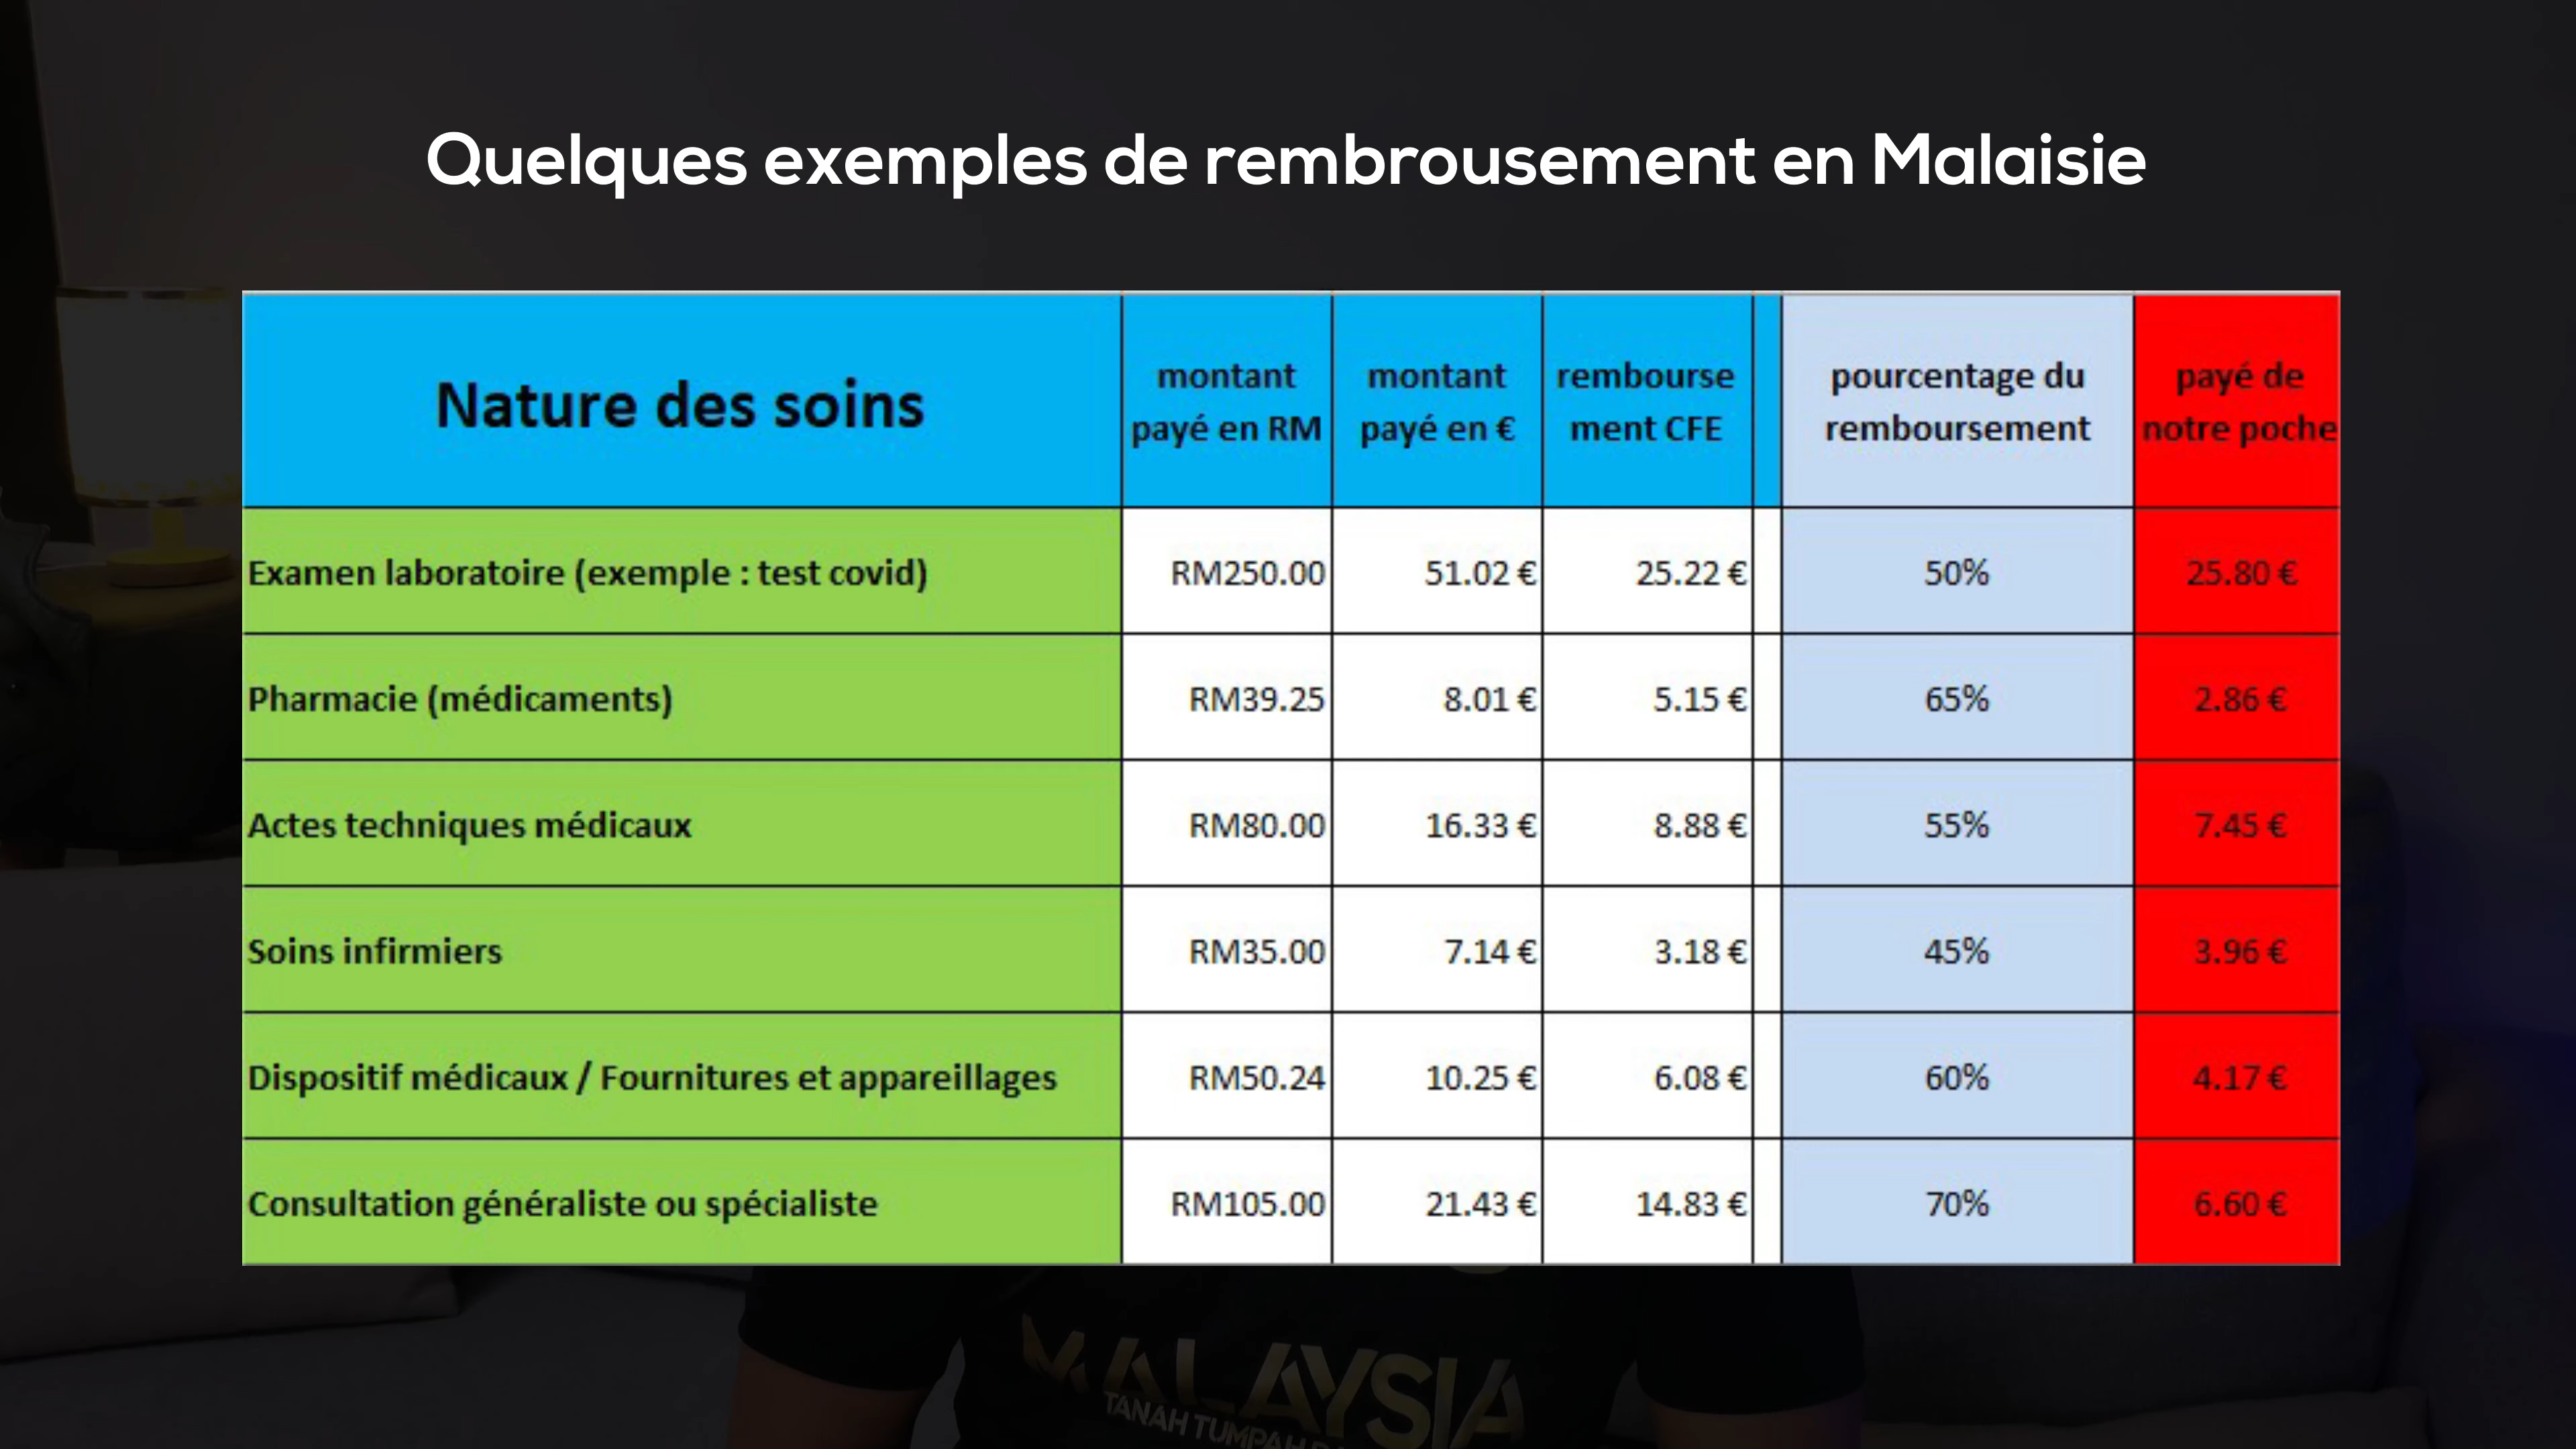 Quelques exemples de rembrousement en Malaisie
Nature des soins
montant payé en RM
montant payé en €
rembourse ment CFE
pourcentage du remboursement
payé de notre poche
Examen laboratoire (exemple : test covid) RM250.00 51.02 € 25.22 € 50% 25.80 €
Pharmacie (médicaments) RM39.25 8.01 € 5.15 € 65% 2.86 €
Actes techniques médicaux RM80.00 16.33 € 8.88 € 55% 7.45 €
Soins infirmiers RM35.00 7.14 € 3.18 € 45% 3.96 €
Dispositif médicaux / Fournitures et appareillages RM50.24 10.25 € 6.08 € 60% 4.17 €
Consultation généraliste ou spécialiste RM105.00 21.43 € 14.83 € 70% 6.60 €
MALAYSIA
TANAH TUMPAH